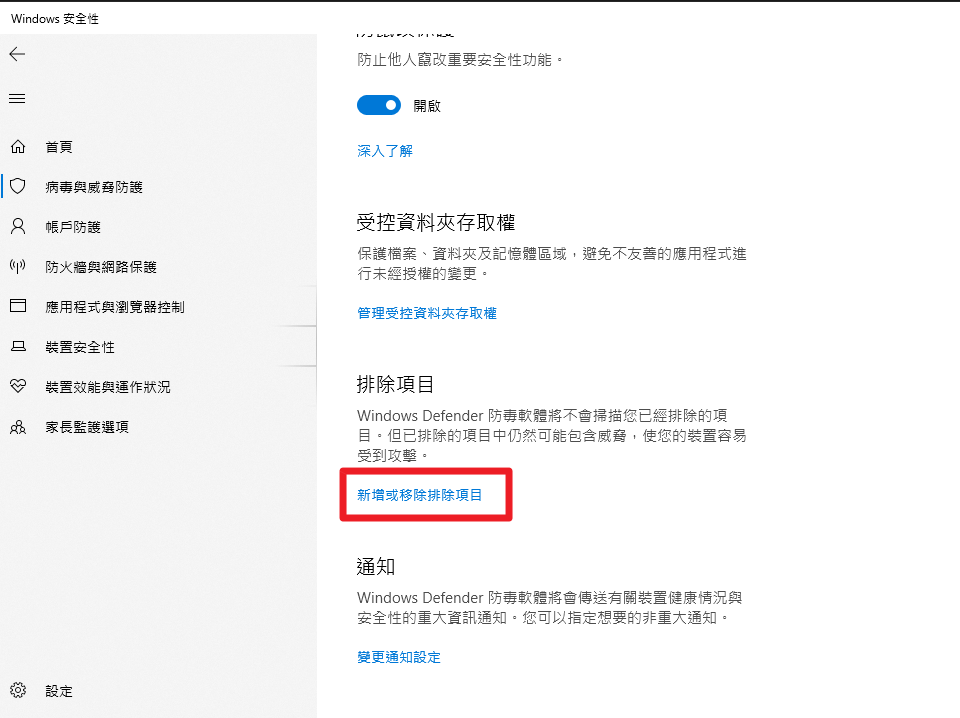 Windows 安全性
首頁
病毒與威脅防護
帳戶防護
防火牆與網路保護
應用程式與瀏覽器控制
裝置安全性
裝置效能與運作狀況
家長監護選項
設定
防止他人竄改重要安全性功能。
開啟
深入了解
受控資料夾存取權
保護檔案、資料夾及記憶體區域，避免不友善的應用程式進
行未經授權的變更。
管理受控資料夾存取權
排除項目
Windows Defender 防毒軟體將不會掃描您已經排除的項
目。但已排除的項目中仍然可能包含威脅，使您的裝置容易
受到攻擊。
新增或移除排除項目
通知
Windows Defender 防毒軟體將會傳送有關裝置健康情況與
安全性的重大資訊通知。您可以指定想要的非重大通知。
變更通知設定